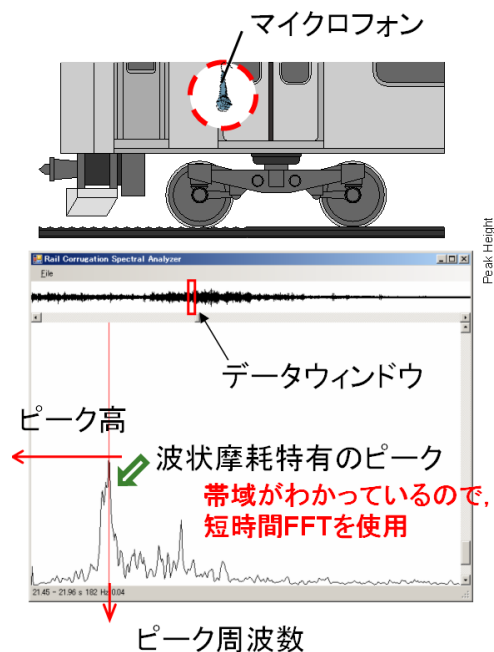 マイクロフォン
Peak Height
Rail Corrugation Spectral Analyzer
File
データウィンドウ
ピーク高
波状摩耗特有のピーク
帯域がわかっているので,
短時間FFTを使用
21.45 - 21.96 s 182 Hz 0.04
ピーク周波数